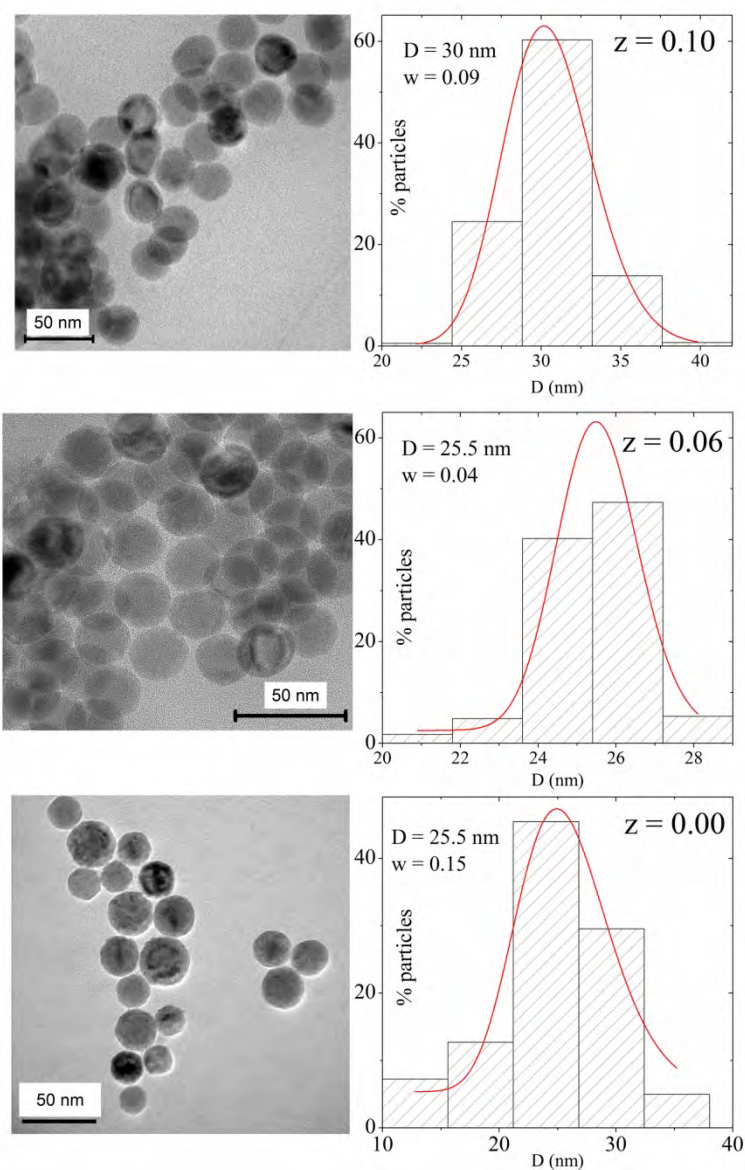 50 nm
D = 30 nm
w = 0.09
z = 0.10
% particles
60
40
20
0
20 25 30 35 40
D (nm)
50 nm
D = 25.5 nm
w = 0.04
z = 0.06
% particles
60
40
20
0
20 22 24 26 28
D (nm)
50 nm
D = 25.5 nm
w = 0.15
z = 0.00
% particles
40
20
0
10 20 30 40
D (nm)